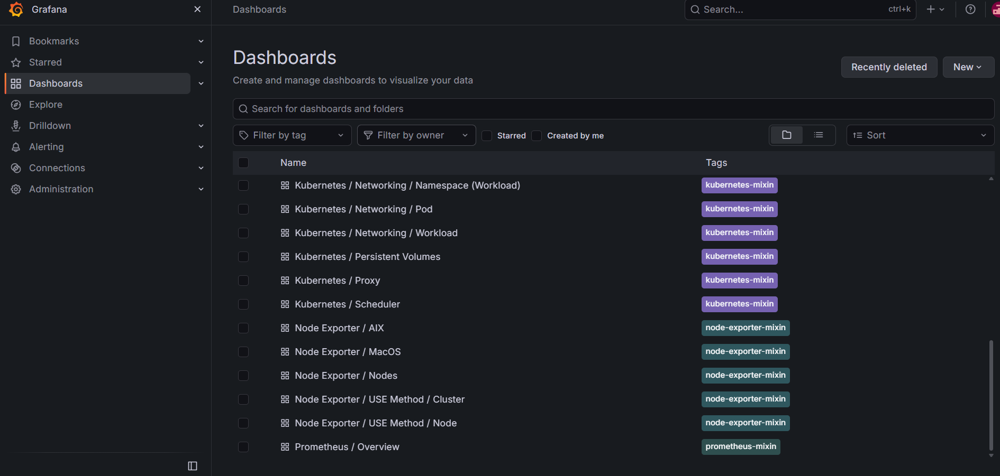 Grafana
Dashboards
Search...
ctrl+k
Bookmarks
Starred
Dashboards
Explore
Drilldown
Alerting
Connections
Administration
Dashboards
Create and manage dashboards to visualize your data
Recently deleted
New
Search for dashboards and folders
Filter by tag
Filter by owner
Starred
Created by me
Sort
Name Tags
Kubernetes / Networking / Namespace (Workload) kubernetes-mixin
Kubernetes / Networking / Pod kubernetes-mixin
Kubernetes / Networking / Workload kubernetes-mixin
Kubernetes / Persistent Volumes kubernetes-mixin
Kubernetes / Proxy kubernetes-mixin
Kubernetes / Scheduler kubernetes-mixin
Node Exporter / AIX node-exporter-mixin
Node Exporter / MacOS node-exporter-mixin
Node Exporter / Nodes node-exporter-mixin
Node Exporter / USE Method / Cluster node-exporter-mixin
Node Exporter / USE Method / Node node-exporter-mixin
Prometheus / Overview prometheus-mixin